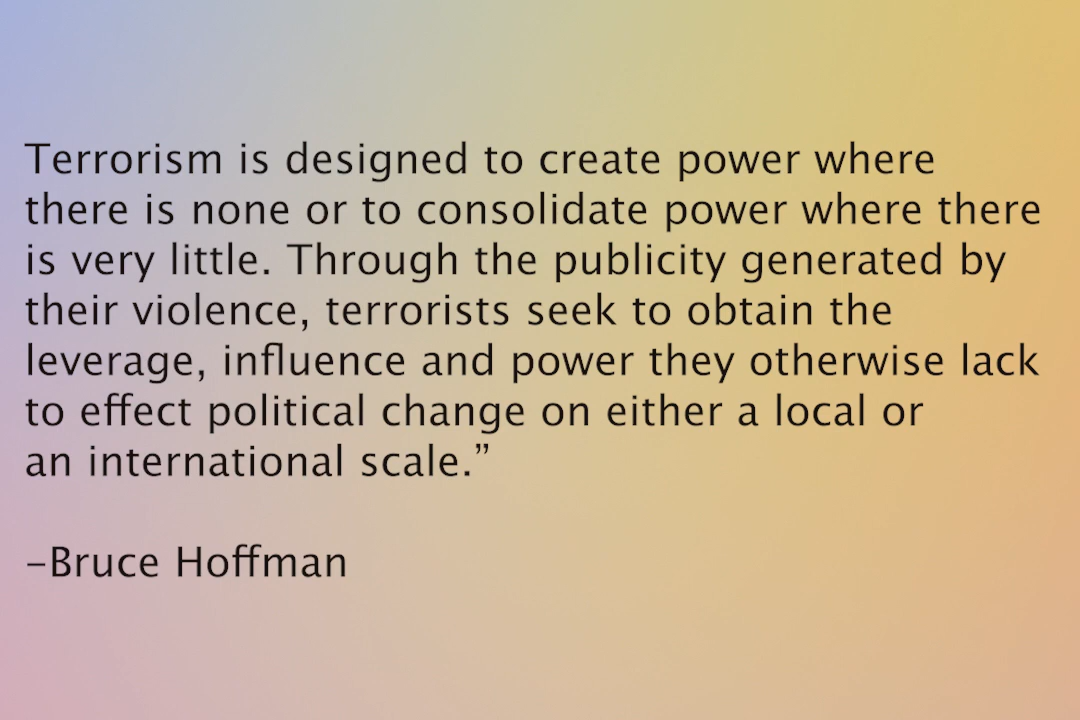 Terrorism is designed to create power where
there is none or to consolidate power where there
is very little. Through the publicity generated by
their violence, terrorists seek to obtain the
leverage, influence and power they otherwise lack
to effect political change on either a local or
an international scale.”
–Bruce Hoffman